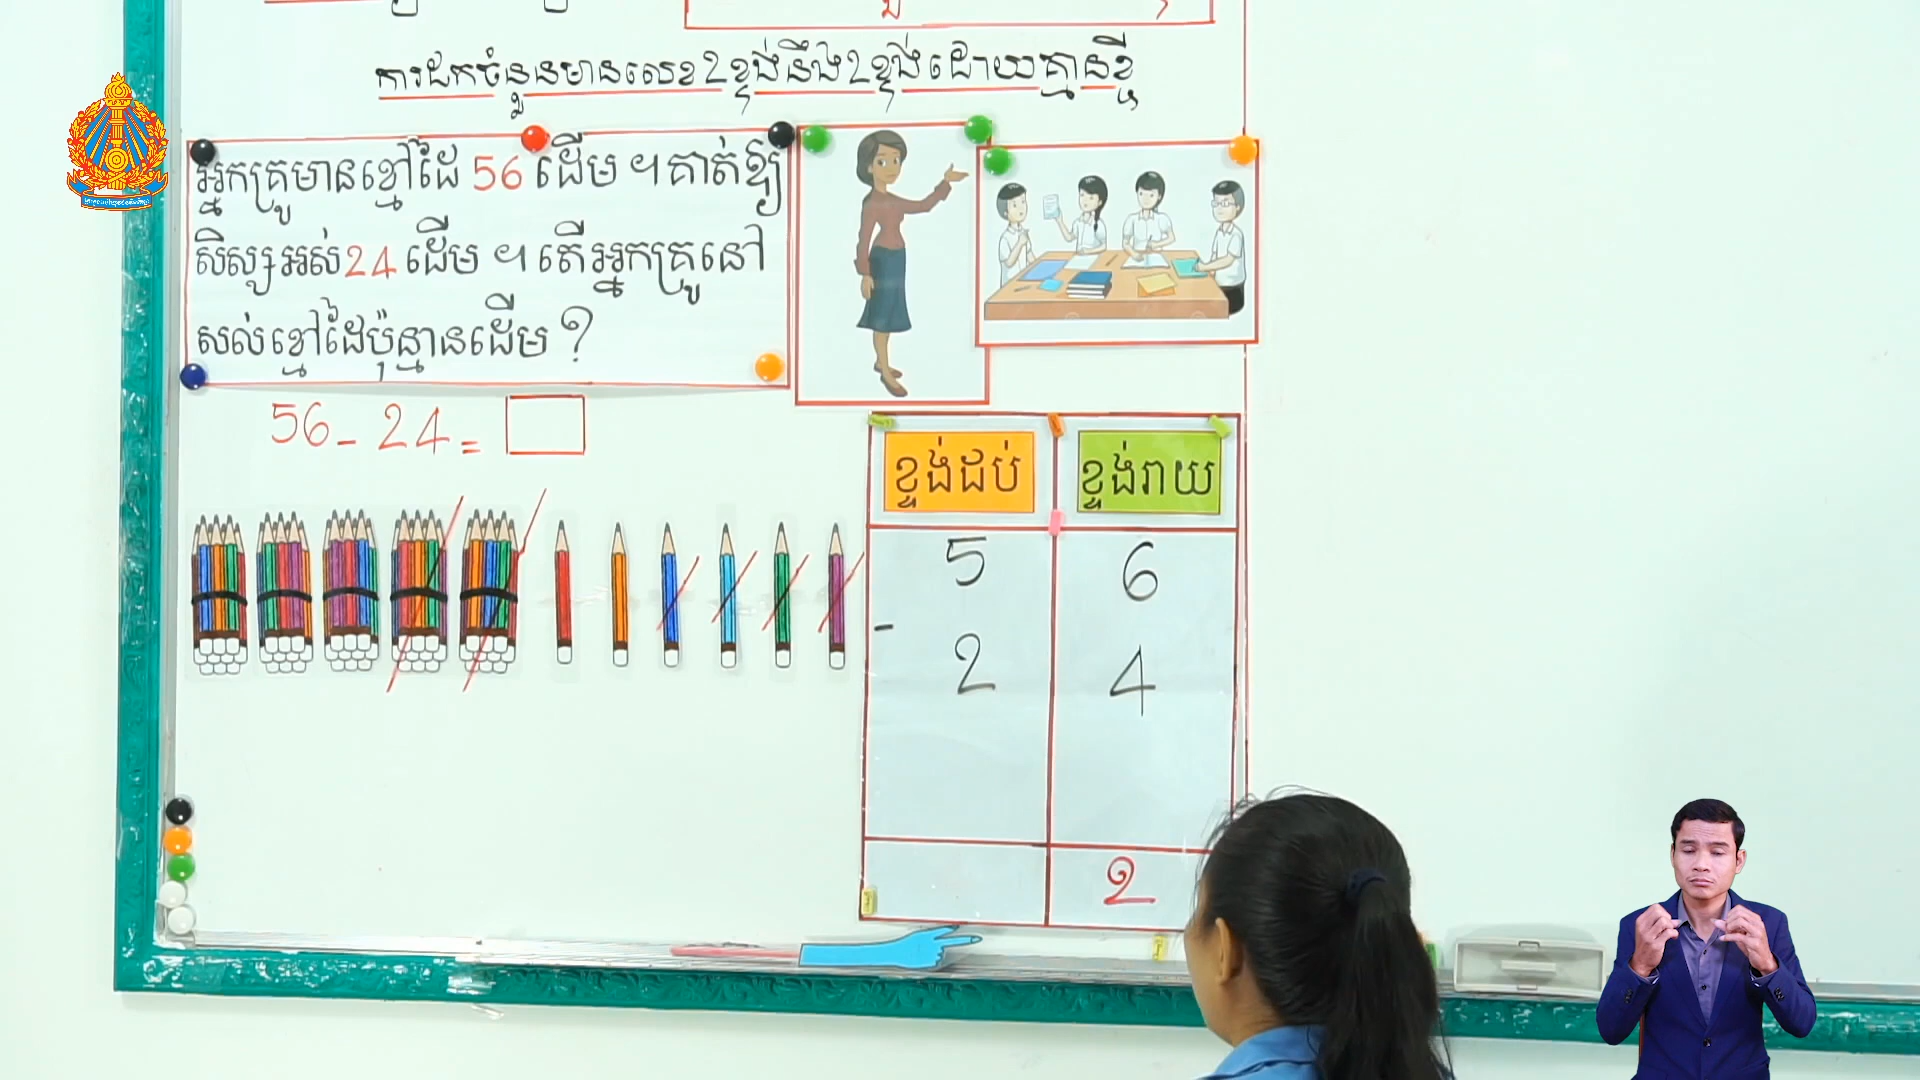 ការដកចំនួនមានលេខ2ខ្ទង់នឹង2ខ្ទង់ដោយគ្មានខ្ចី
អ្នកគ្រូមានខ្មៅដៃ 56 ដើម ។ គាត់ឱ្យ
សិស្សអស់ 24 ដើម ។ តើអ្នកគ្រូនៅ
សល់ខ្មៅដៃប៉ុន្មានដើម ?
56 - 24 =
ខ្ទង់ដប់ ខ្ទង់រាយ
5 6
-
2 4
2